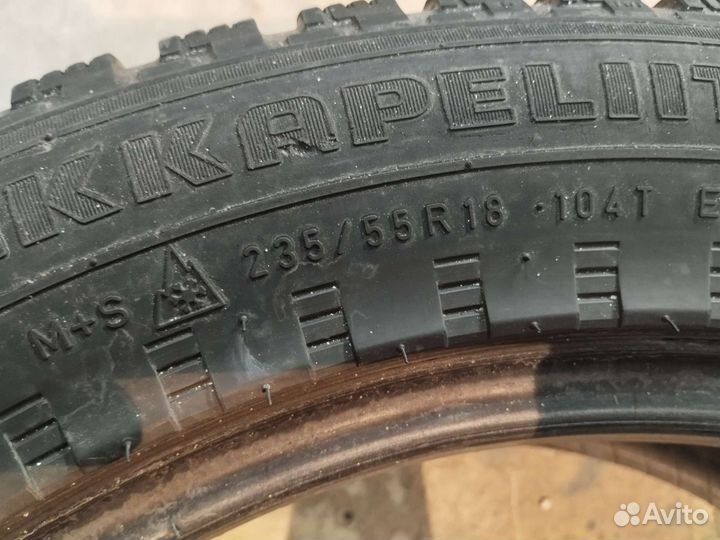 KKAPELIIT
M+S 235/55R18 ·104T E
Avito